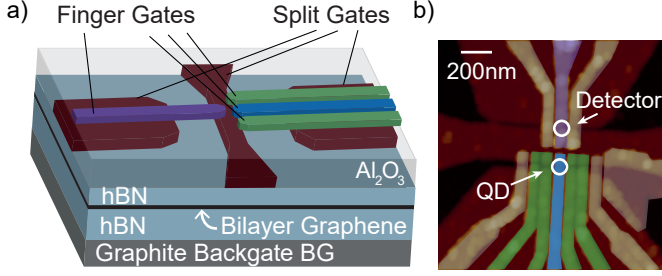 a)
Finger Gates
Split Gates
Al₂O₃
hBN
hBN
Bilayer Graphene
Graphite Backgate BG
b)
200nm
Detector
QD